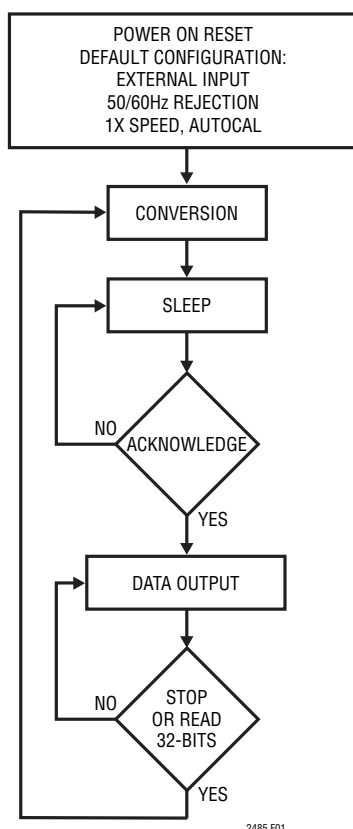 POWER ON RESET
DEFAULT CONFIGURATION:
EXTERNAL INPUT
50/60Hz REJECTION
1X SPEED, AUTOCAL
CONVERSION
SLEEP
NO
ACKNOWLEDGE
YES
DATA OUTPUT
NO
STOP
OR READ
32-BITS
YES
2485 F01